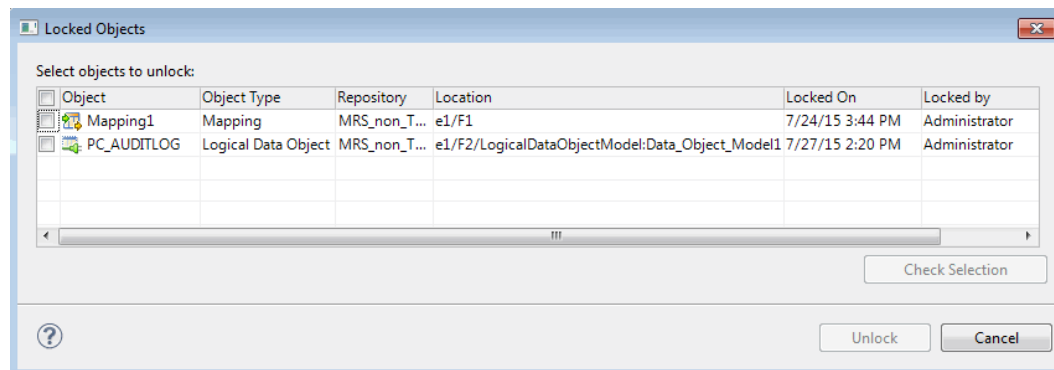 Locked Objects
Select objects to unlock:
Object Object Type Repository Location Locked On Locked by
Mapping1 Mapping MRS_non_T... e1/F1 7/24/15 3:44 PM Administrator
PC_AUDITLOG Logical Data Object MRS_non_T... e1/F2/LogicalDataObjectModel:Data_Object_Model1 7/27/15 2:20 PM Administrator
Check Selection
? Unlock Cancel